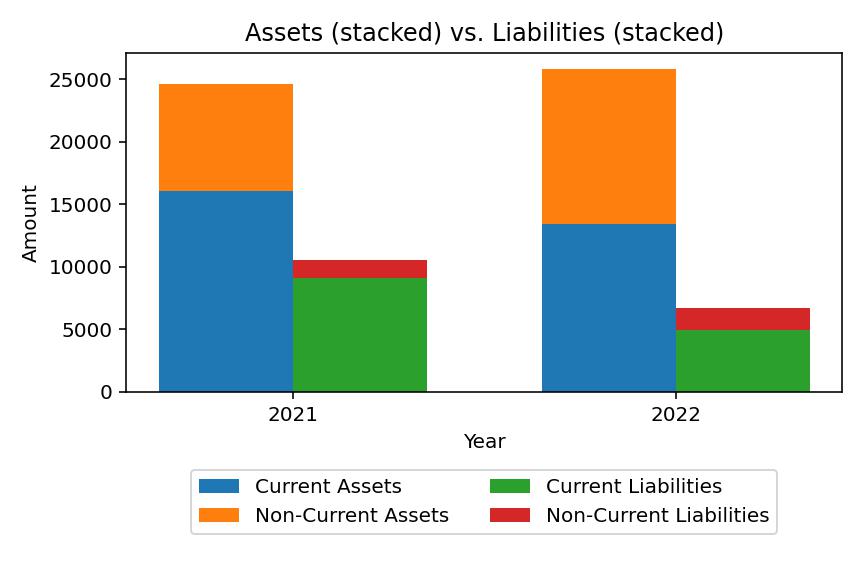 Assets (stacked) vs. Liabilities (stacked)
25000
20000
15000
10000
5000
0
Amount
2021 2022
Year
Current Assets Current Liabilities
Non-Current Assets Non-Current Liabilities